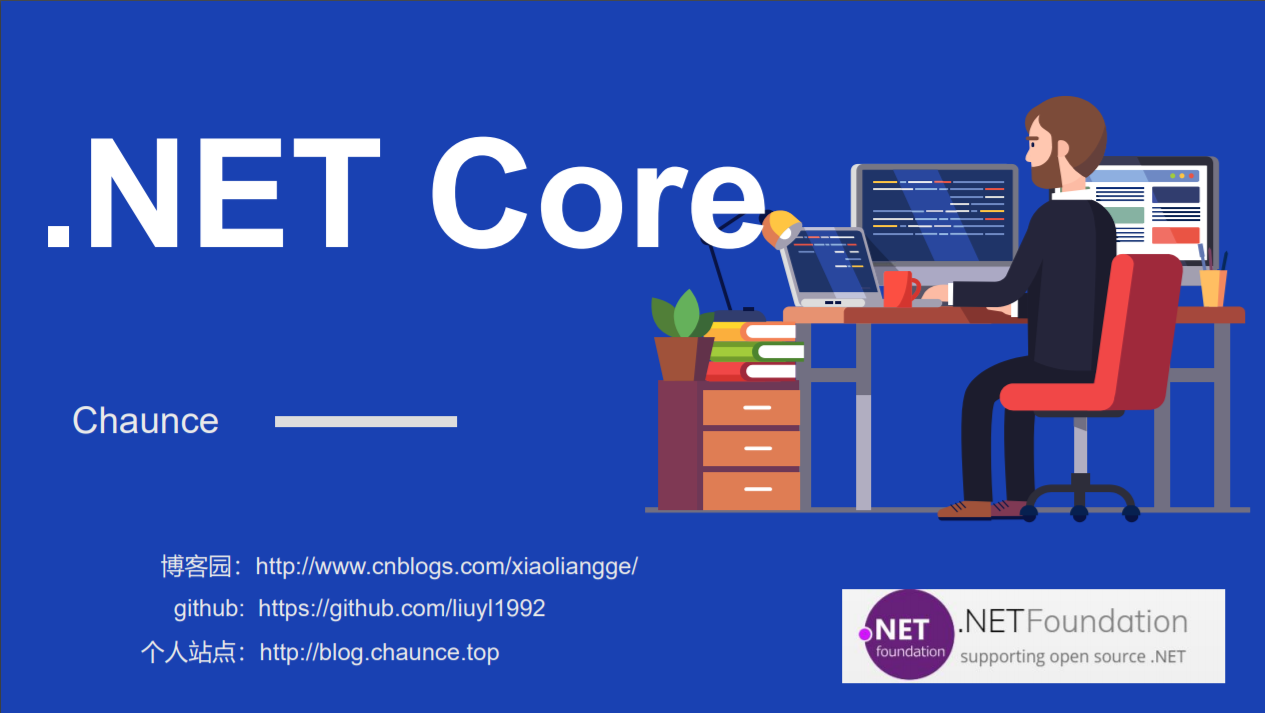 .NET Core
Chaunce
博客园：http://www.cnblogs.com/xiaoliangge/
github: https://github.com/liuyl1992
个人站点：http://blog.chaunce.top
.NET
foundation
.NETFoundation
supporting open source .NET